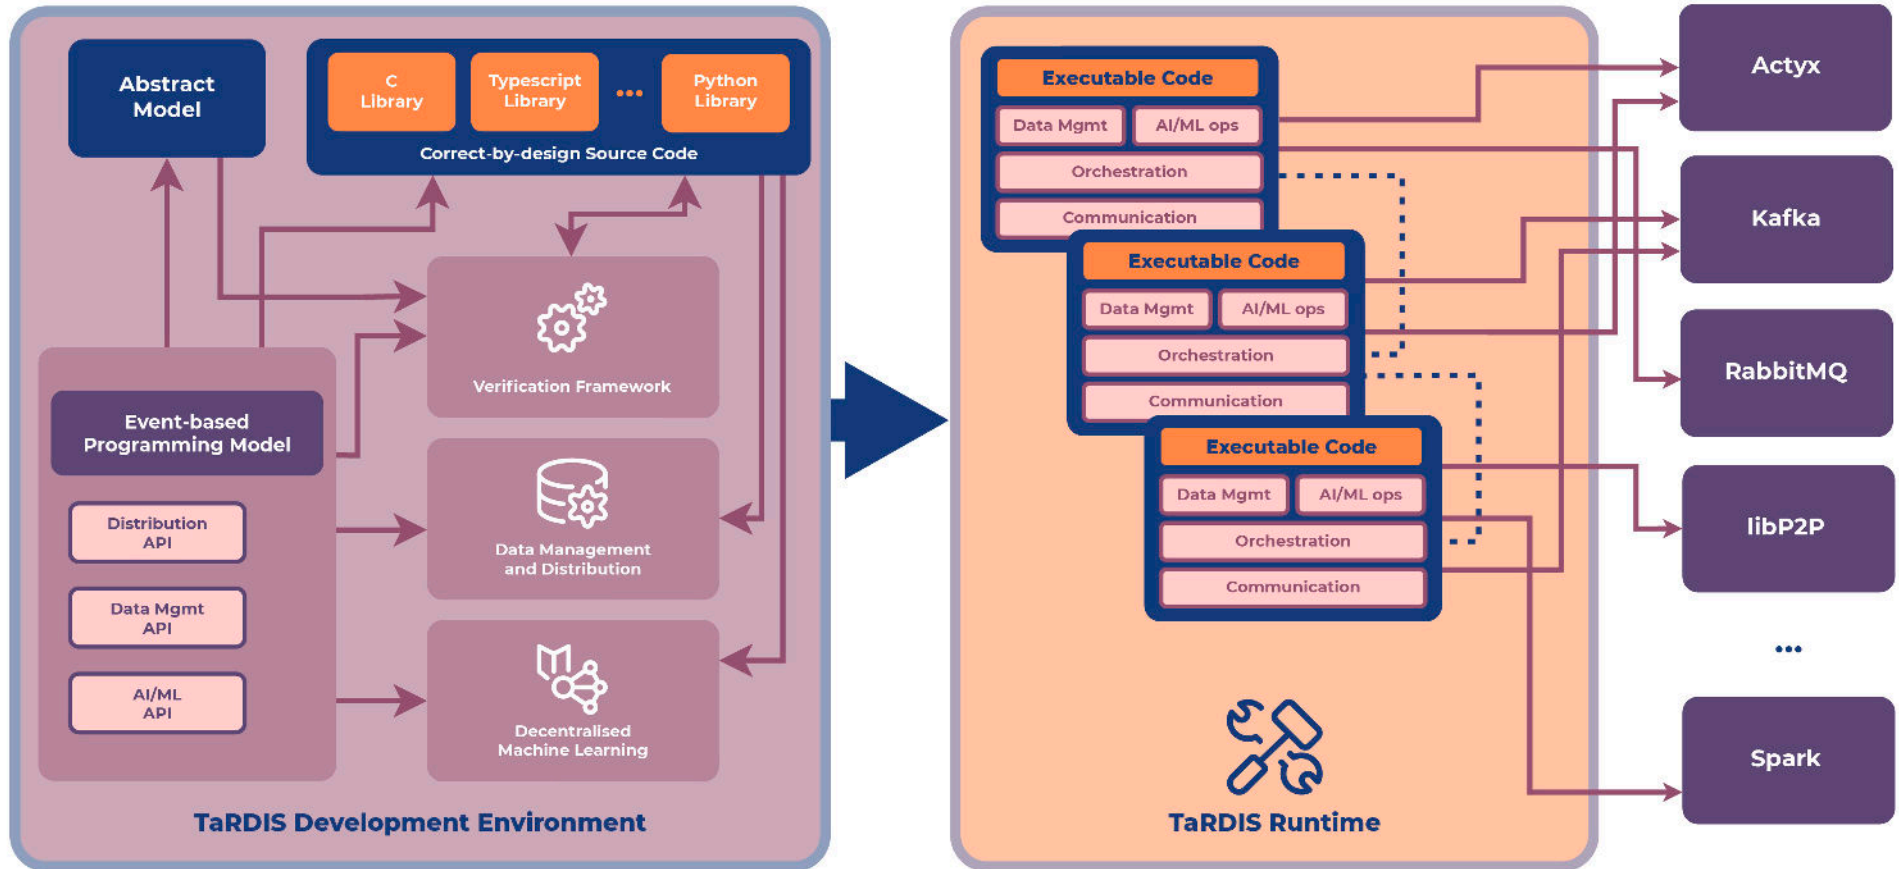 Abstract
Model
C
Library
Typescript
Library
...
Python
Library
Correct-by-design Source Code
Verification Framework
Event-based
Programming Model
Distribution
API
Data Mgmt
API
AI/ML
API
Data Management
and Distribution
Decentralised
Machine Learning
TaRDIS Development Environment
Executable Code
Data Mgmt
AI/ML ops
Orchestration
Communication
Executable Code
Data Mgmt
AI/ML ops
Orchestration
Communication
Executable Code
Data Mgmt
AI/ML ops
Orchestration
Communication
TaRDIS Runtime
Actyx
Kafka
RabbitMQ
libP2P
...
Spark